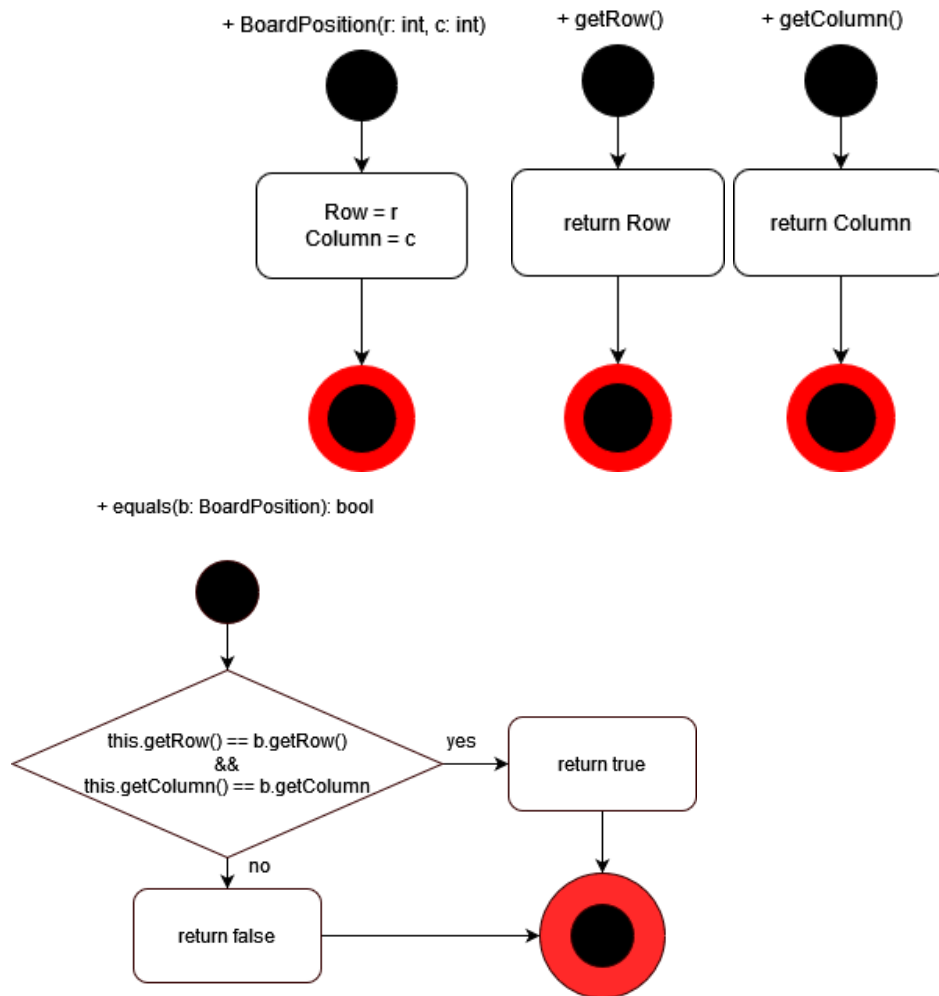 + BoardPosition(r: int, c: int)
+ getRow()
+ getColumn()
Row = r
Column = c
return Row
return Column
+ equals(b: BoardPosition): bool
this.getRow() == b.getRow()
&&
this.getColumn() == b.getColumn
yes
return true
no
return false